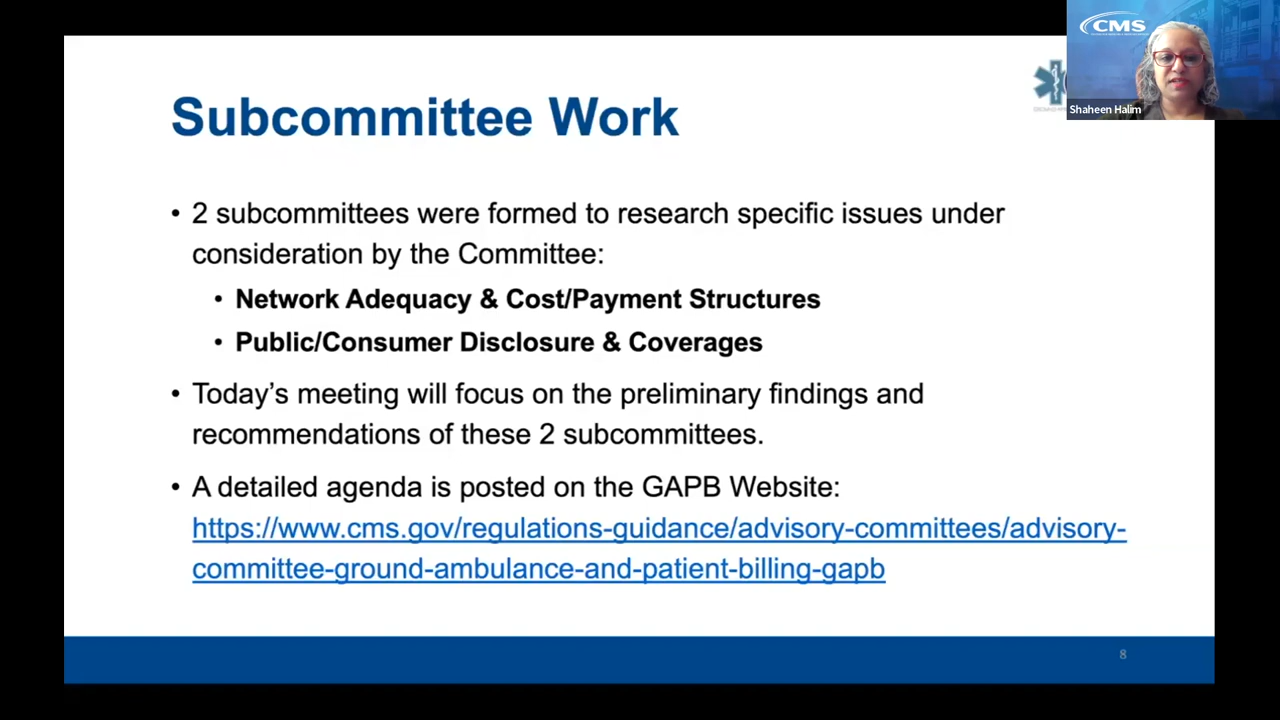 CMS
Shaheen Halim
Subcommittee Work
• 2 subcommittees were formed to research specific issues under
consideration by the Committee:
• Network Adequacy & Cost/Payment Structures
• Public/Consumer Disclosure & Coverages
• Today’s meeting will focus on the preliminary findings and
recommendations of these 2 subcommittees.
• A detailed agenda is posted on the GAPB Website:
https://www.cms.gov/regulations-guidance/advisory-committees/advisory-
committee-ground-ambulance-and-patient-billing-gapb
8